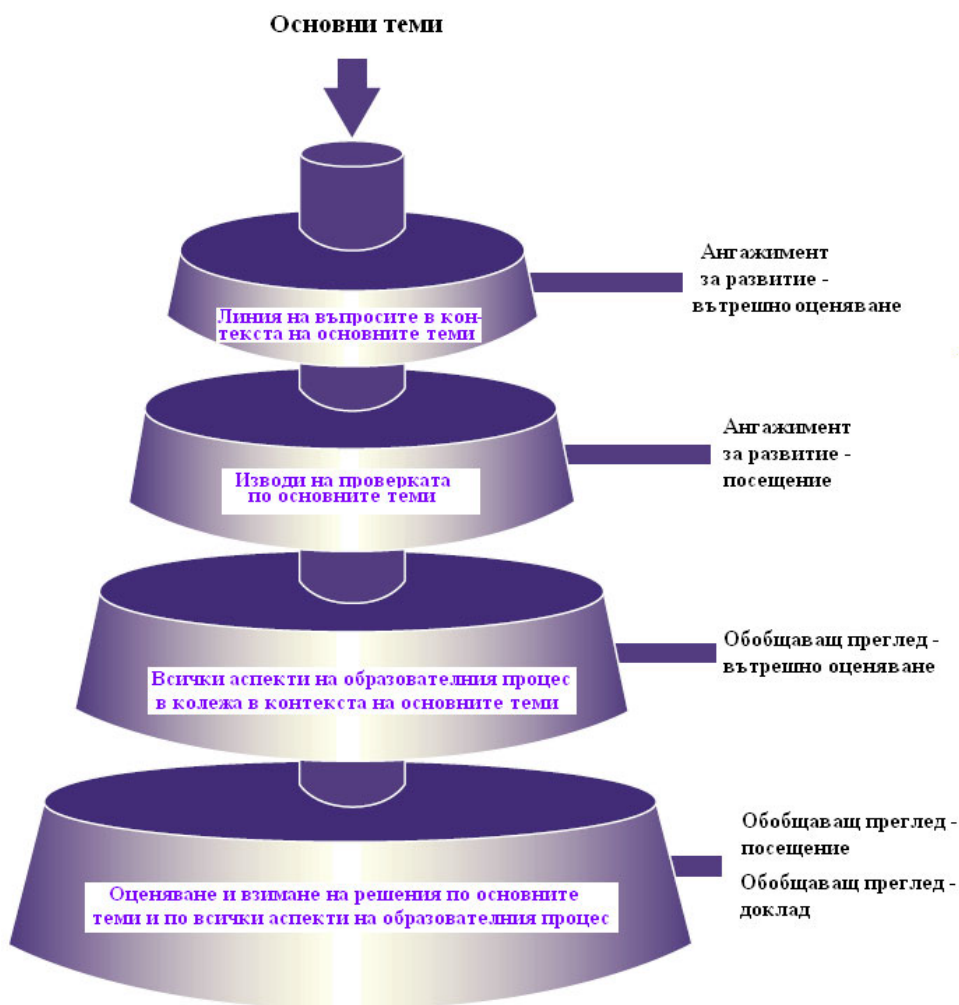 Основни теми
Ангажимент
за развитие -
вътрешно оценяване
Линия на въпросите в кон-
текста на основните теми
Ангажимент
за развитие -
посещение
Изводи на проверката
по основните теми
Обобщаващ преглед -
вътрешно оценяване
Всички аспекти на образователния процес
в колежа в контекста на основните теми
Обобщаващ преглед -
посещение
Обобщаващ преглед -
доклад
Оценяване и взимане на решения по основните
теми и по всички аспекти на образователния процес